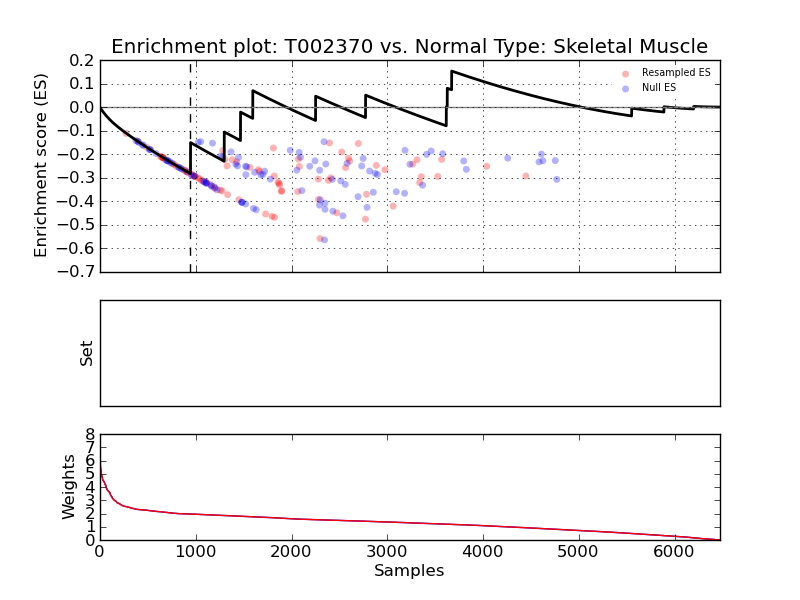 Enrichment plot: T002370 vs. Normal Type: Skeletal Muscle
Enrichment score (ES)
0.2
0.1
0.0
−0.1
−0.2
−0.3
−0.4
−0.5
−0.6
−0.7
Resampled ES
Null ES
Set
Weights
8
7
6
5
4
3
2
1
0
0 1000 2000 3000 4000 5000 6000
Samples